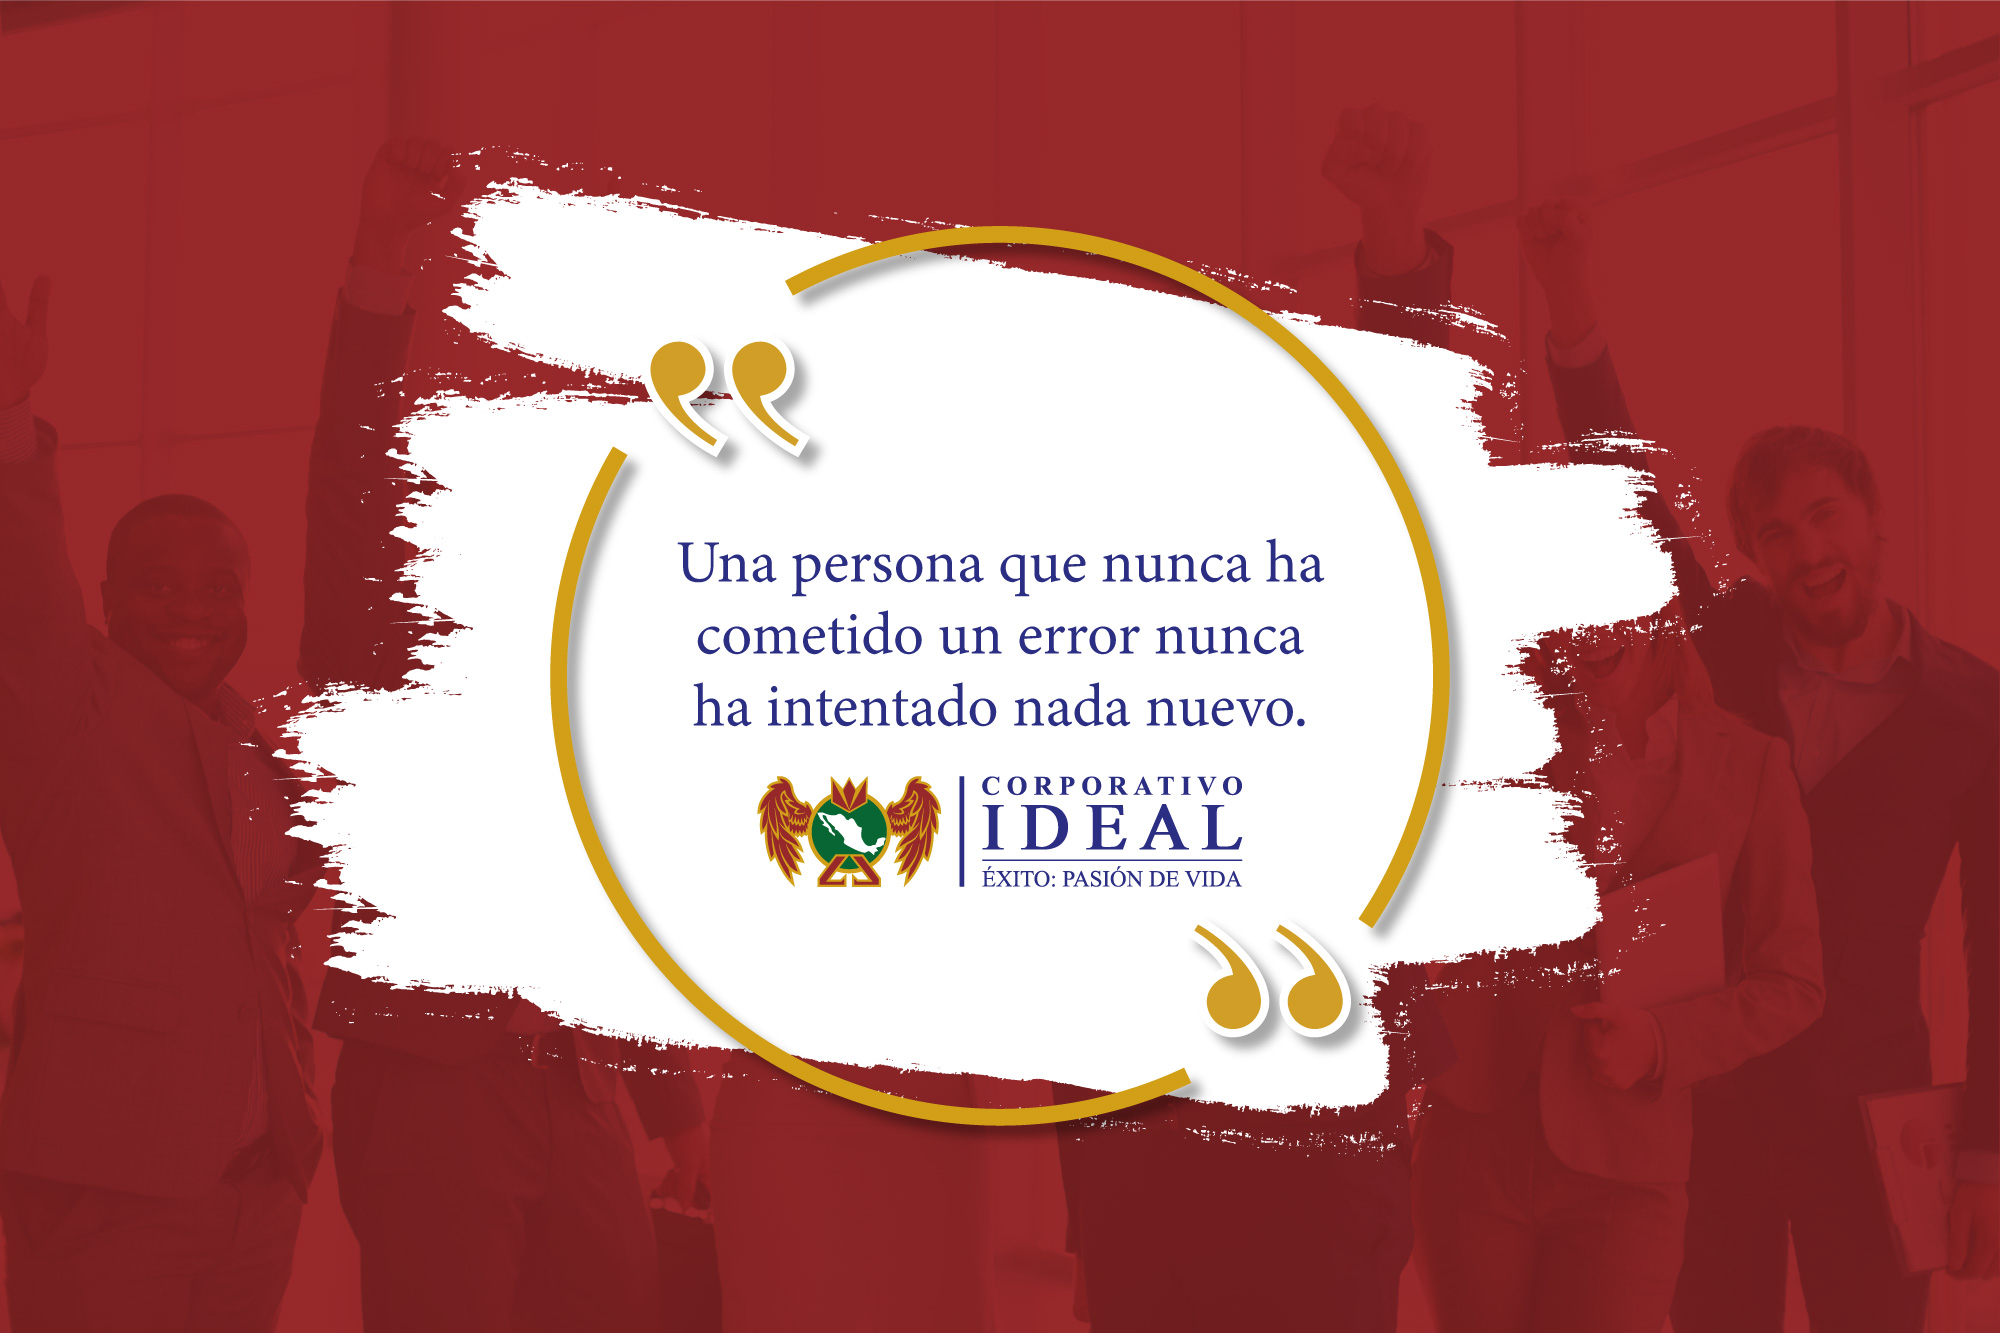 Una persona que nunca ha
cometido un error nunca
ha intentado nada nuevo.
CORPORATIVO
IDEAL
ÉXITO: PASIÓN DE VIDA